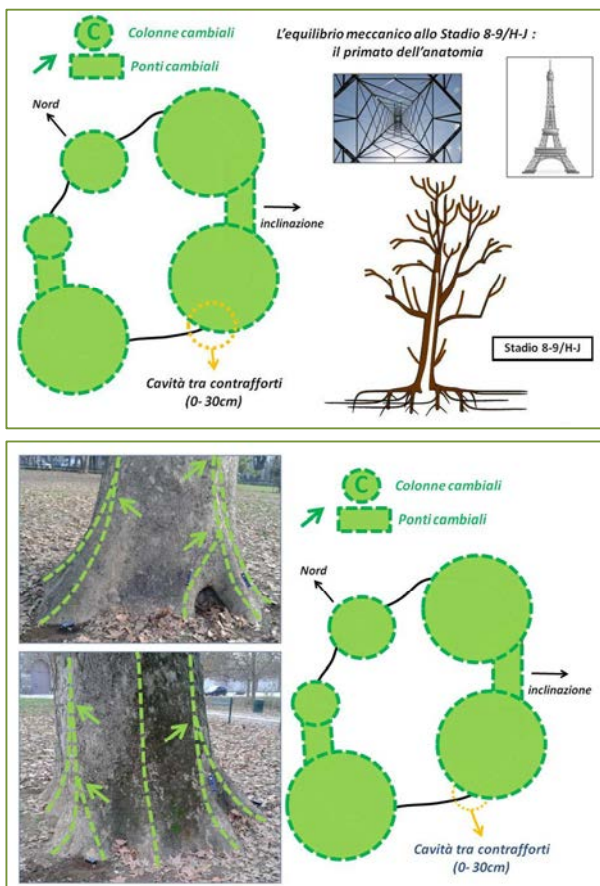 C Colonne cambiali
Ponti cambiali
L'equilibrio meccanico allo Stadio 8-9/H-J :
il primato dell'anatomia
Nord
inclinazione
Cavità tra contrafforti
(0- 30cm)
Stadio 8-9/H-J
C Colonne cambiali
Ponti cambiali
Nord
inclinazione
Cavità tra contrafforti
(0- 30cm)